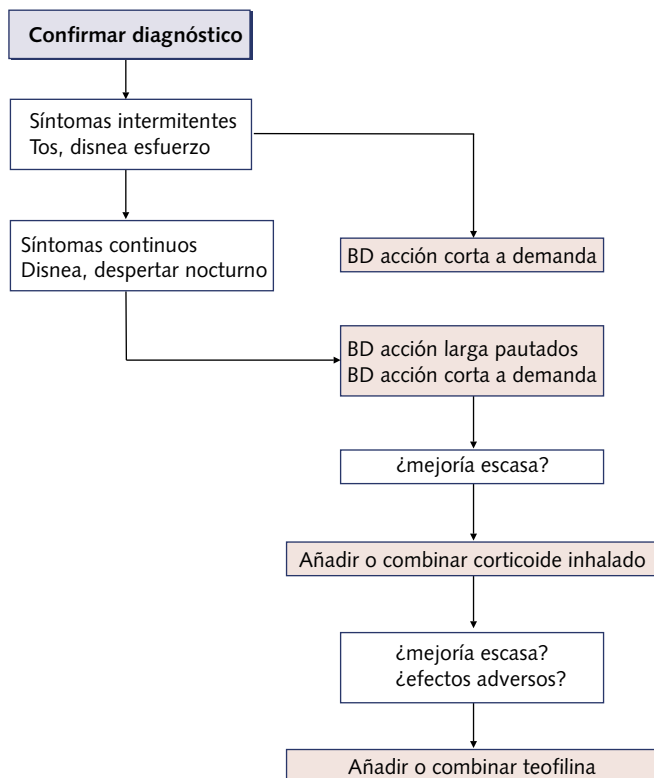 Confirmar diagnóstico
Síntomas intermitentes
Tos, disnea esfuerzo
Síntomas continuos
Disnea, despertar nocturno
BD acción corta a demanda
BD acción larga pautados
BD acción corta a demanda
¿mejoría escasa?
Añadir o combinar corticoide inhalado
¿mejoría escasa?
¿efectos adversos?
Añadir o combinar teofilina